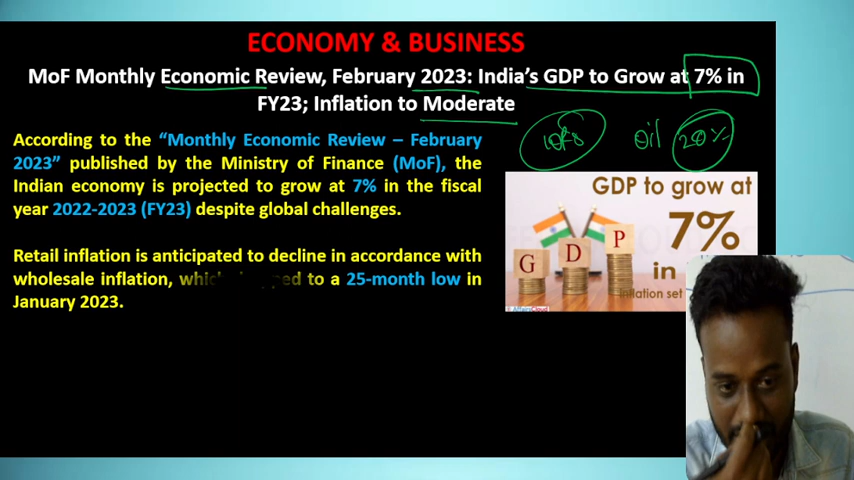 ECONOMY & BUSINESS
MoF Monthly Economic Review, February 2023: India's GDP to Grow at 7% in
FY23; Inflation to Moderate
oil 20%
According to the "Monthly Economic Review – February
2023" published by the Ministry of Finance (MoF), the
Indian economy is projected to grow at 7% in the fiscal
year 2022-2023 (FY23) despite global challenges.
Retail inflation is anticipated to decline in accordance with
wholesale inflation, to a 25-month low in
January 2023.
GDP to grow at
7%
in
G D P
Inflation set
AffairsCloud